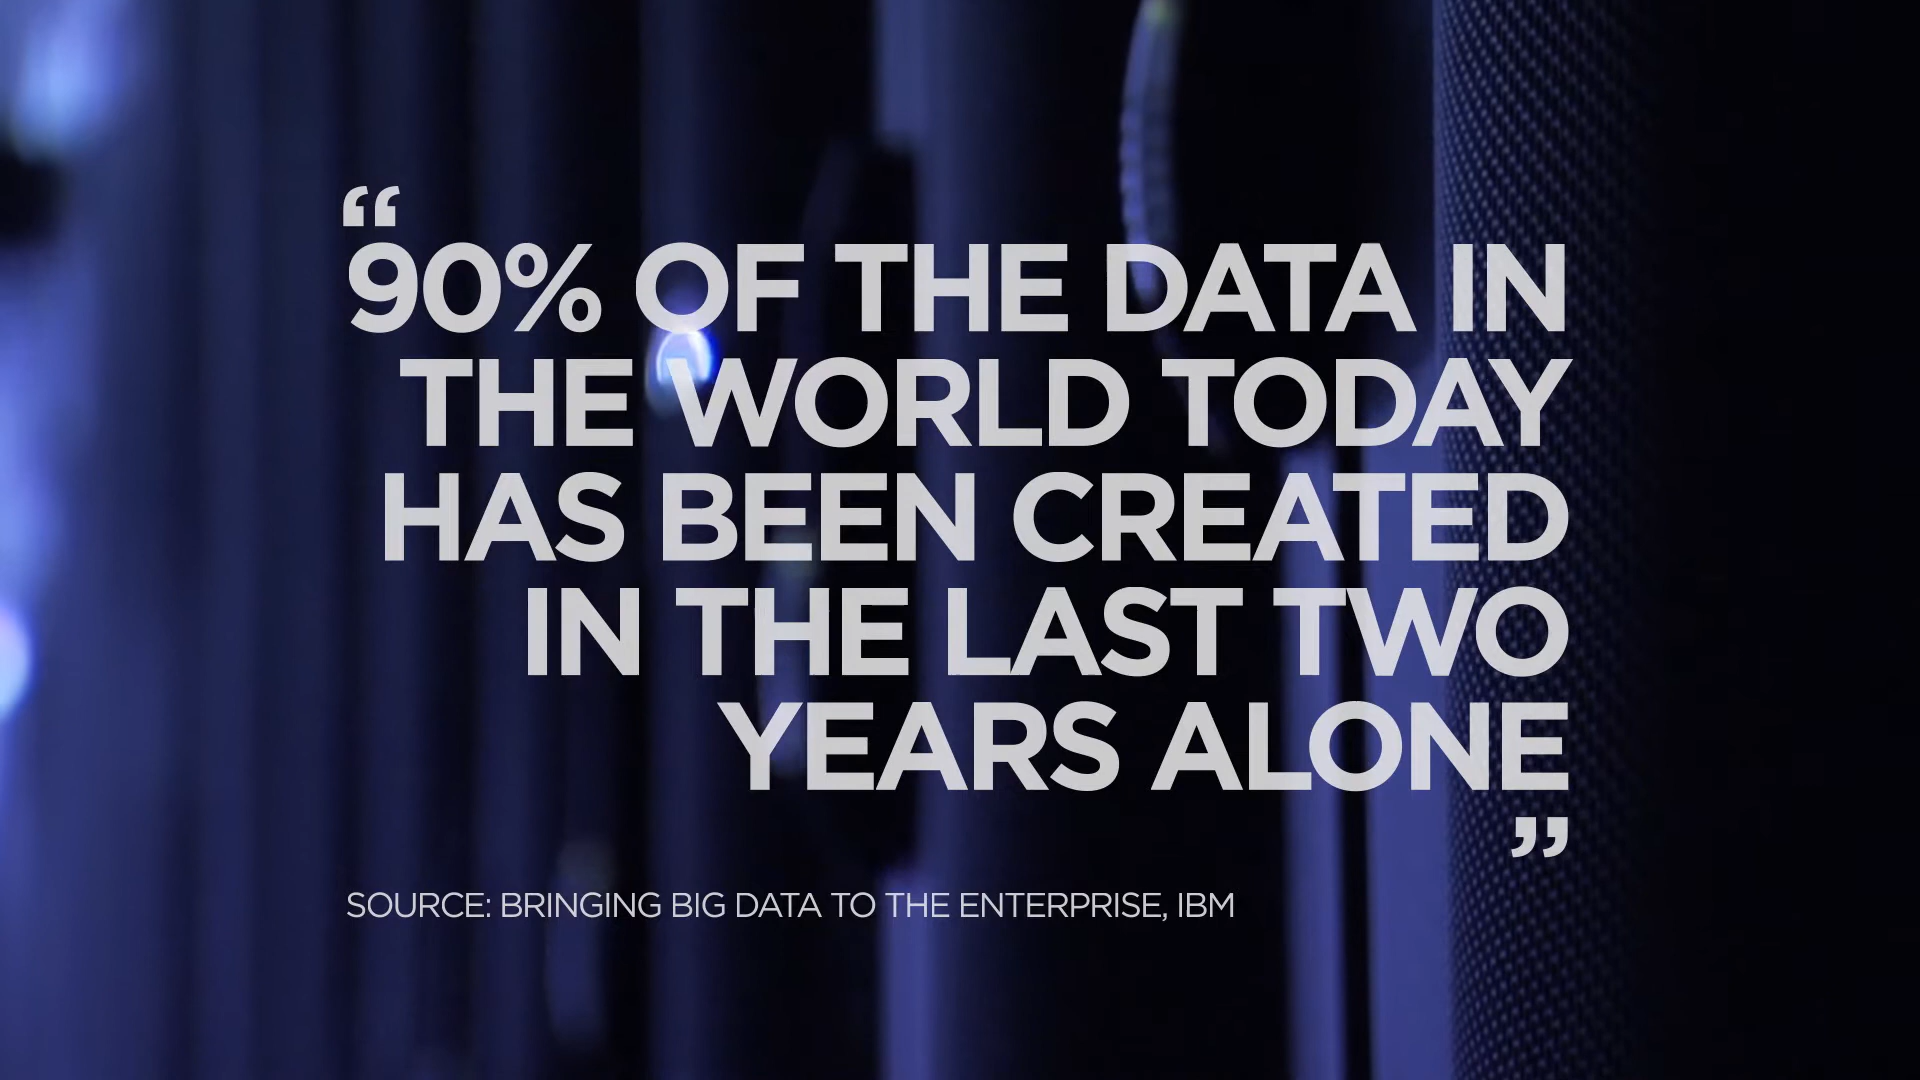 “
90% OF THE DATA IN
THE WORLD TODAY
HAS BEEN CREATED
IN THE LAST TWO
YEARS ALONE
”
SOURCE: BRINGING BIG DATA TO THE ENTERPRISE, IBM